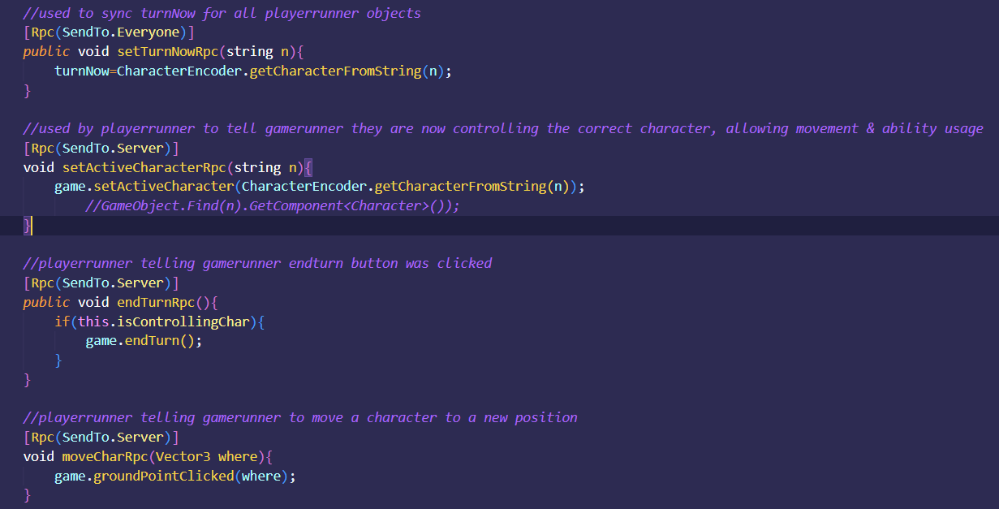 //used to sync turnNow for all playerrunner objects
[Rpc(SendTo.Everyone)]
public void setTurnNowRpc(string n){
    turnNow=CharacterEncoder.getCharacterFromString(n);
}

//used by playerrunner to tell gamerunner they are now controlling the correct character, allowing movement & ability usage
[Rpc(SendTo.Server)]
void setActiveCharacterRpc(string n){
    game.setActiveCharacter(CharacterEncoder.getCharacterFromString(n));
        //GameObject.Find(n).GetComponent<Character>());
}

//playerrunner telling gamerunner endturn button was clicked
[Rpc(SendTo.Server)]
public void endTurnRpc(){
    if(this.isControllingChar){
        game.endTurn();
    }
}

//playerrunner telling gamerunner to move a character to a new position
[Rpc(SendTo.Server)]
void moveCharRpc(Vector3 where){
    game.groundPointClicked(where);
}